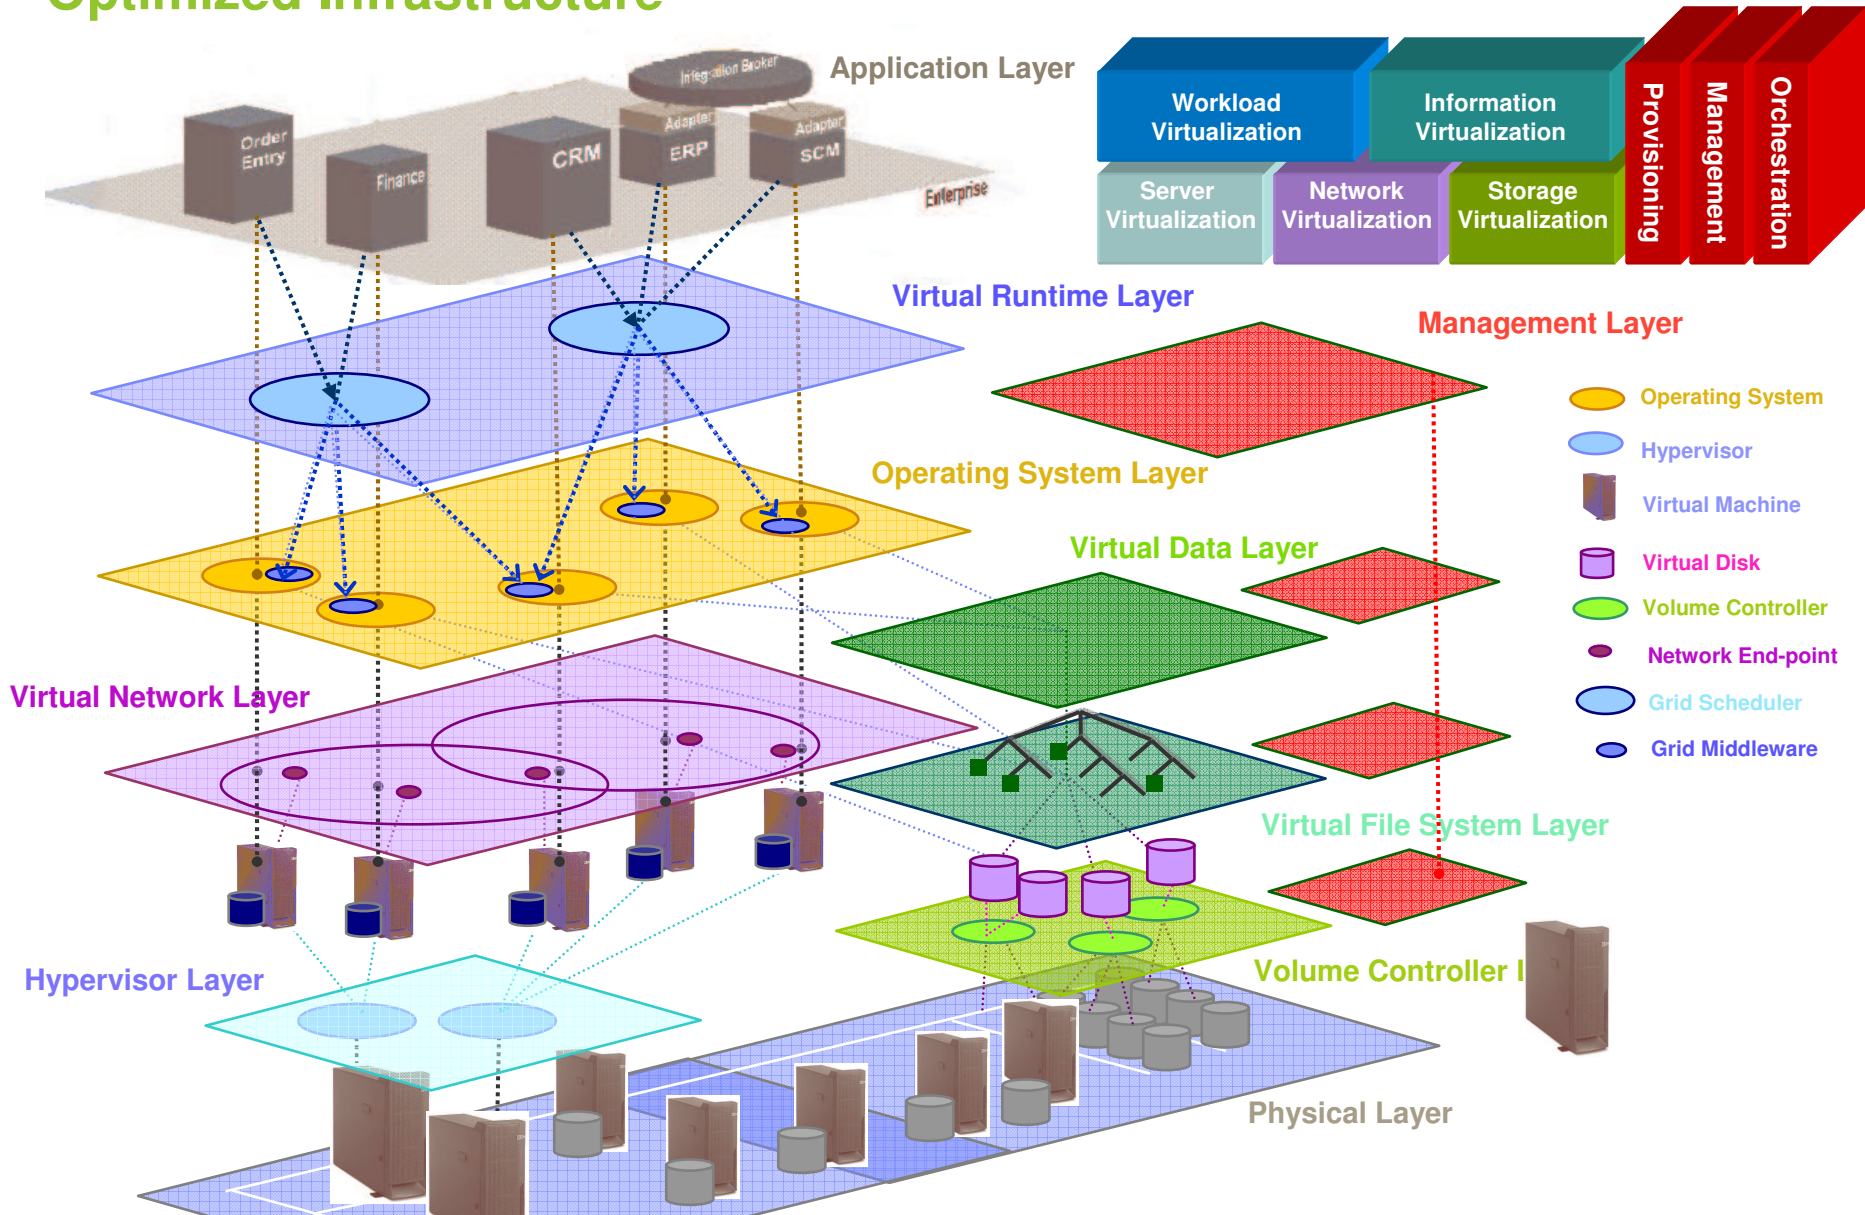 Optimized Infrastructure
Integration Broker
Application Layer
Order
Entry
Finance
CRM
Adapter
ERP
Adapter
SCM
Enterprise
Workload
Virtualization
Information
Virtualization
Server
Virtualization
Network
Virtualization
Storage
Virtualization
Provisioning
Management
Orchestration
Virtual Runtime Layer
Management Layer
Operating System
Hypervisor
Virtual Machine
Virtual Disk
Volume Controller
Network End-point
Grid Scheduler
Grid Middleware
Operating System Layer
Virtual Data Layer
Virtual Network Layer
Virtual File System Layer
Hypervisor Layer
Volume Controller l
Physical Layer